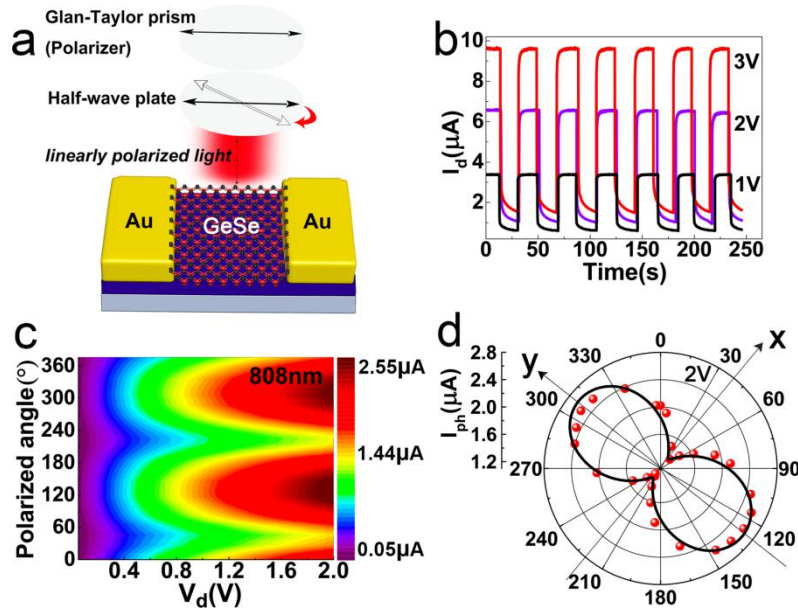 a
Glan-Taylor prism
(Polarizer)
Half-wave plate
linearly polarized light
Au
GeSe
Au
b
I_d(μA)
10
8
6
4
2
3V
2V
1V
0
50
100
150
200
250
Time(s)
c
Polarized angle(°)
360
300
240
180
120
60
0
808nm
0.4
0.8
1.2
1.6
2.0
V_d(V)
2.55μA
1.44μA
0.05μA
d
I_ph(μA)
2.8
2.4
2.0
1.6
1.2
0
30
60
90
120
150
180
210
240
270
300
330
2V
x
y